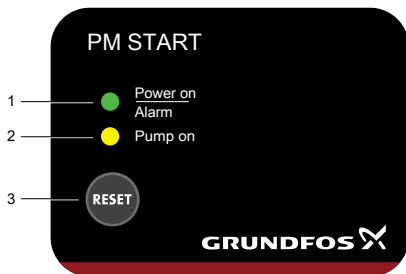 PM START
1
Power on
Alarm
2
Pump on
3
RESET
GRUNDFOS